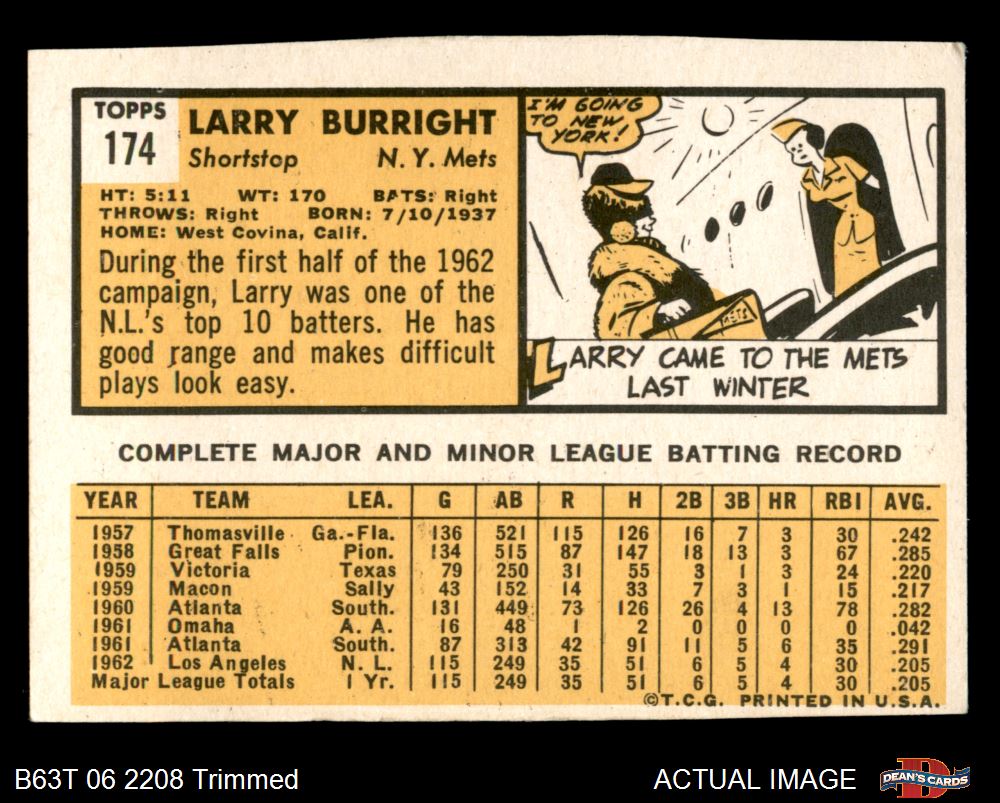 TOPPS
174
LARRY BURRIGHT
Shortstop N. Y. Mets
HT: 5:11 WT: 170 BATS: Right
THROWS: Right BORN: 7/10/1937
HOME: West Covina, Calif.
During the first half of the 1962
campaign, Larry was one of the
N.L.'s top 10 batters. He has
good range and makes difficult
plays look easy.
I'M GOING
TO NEW
YORK!
METS
LARRY CAME TO THE METS
LAST WINTER
COMPLETE MAJOR AND MINOR LEAGUE BATTING RECORD
YEAR TEAM LEA. G AB R H 2B 3B HR RBI AVG.
1957 Thomasville Ga.-Fla. 136 521 115 126 16 7 3 30 .242
1958 Great Falls Pion. 134 515 87 147 18 13 3 67 .285
1959 Victoria Texas 79 250 31 55 3 1 3 24 .220
1959 Macon Sally 43 152 14 33 7 3 1 15 .217
1960 Atlanta South. 131 449 73 126 26 4 13 78 .282
1961 Omaha A. A. 16 48 1 2 0 0 0 0 .042
1961 Atlanta South. 87 313 42 91 11 5 6 35 .291
1962 Los Angeles N. L. 115 249 35 51 6 5 4 30 .205
Major League Totals 1 Yr. 115 249 35 51 6 5 4 30 .205
©T.C.G. PRINTED IN U.S.A.
B63T 06 2208 Trimmed
ACTUAL IMAGE
D
DEAN'S CARDS